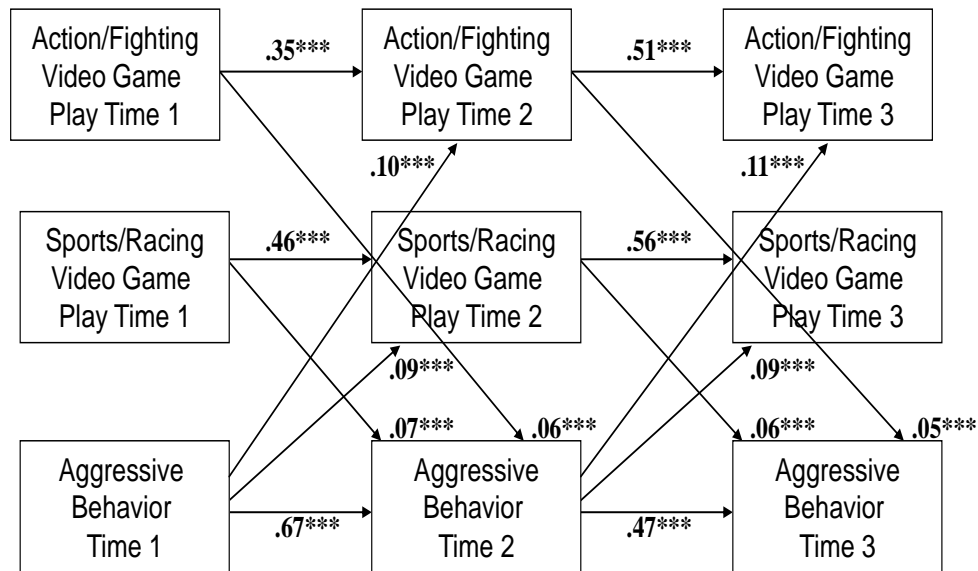 Action/Fighting
Video Game
Play Time 1
.35***
Action/Fighting
Video Game
Play Time 2
.51***
Action/Fighting
Video Game
Play Time 3
.10***
.11***
Sports/Racing
Video Game
Play Time 1
.46***
Sports/Racing
Video Game
Play Time 2
.56***
Sports/Racing
Video Game
Play Time 3
.09***
.09***
.07***
.06***
.06***
.05***
Aggressive
Behavior
Time 1
.67***
Aggressive
Behavior
Time 2
.47***
Aggressive
Behavior
Time 3